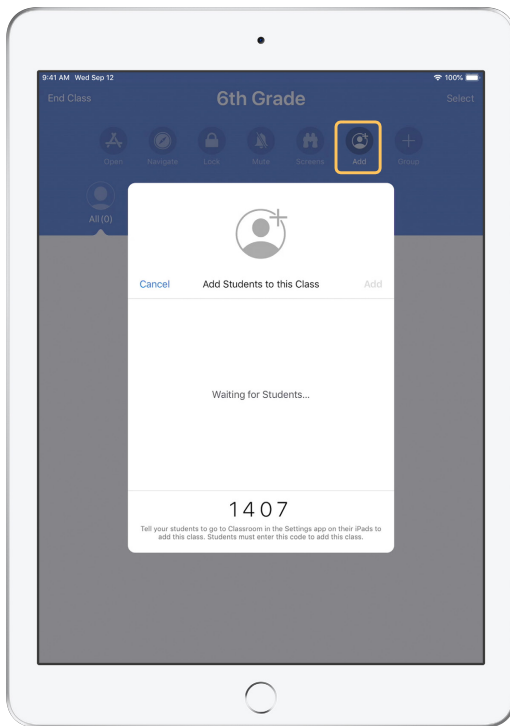 9:41 AM Wed Sep 12
100%
End Class
6th Grade
Select
Open
Navigate
Lock
Mute
Screens
Add
Group
All (0)
Cancel
Add Students to this Class
Add
Waiting for Students...
1407
Tell your students to go to Classroom in the Settings app on their iPads to
add this class. Students must enter this code to add this class.